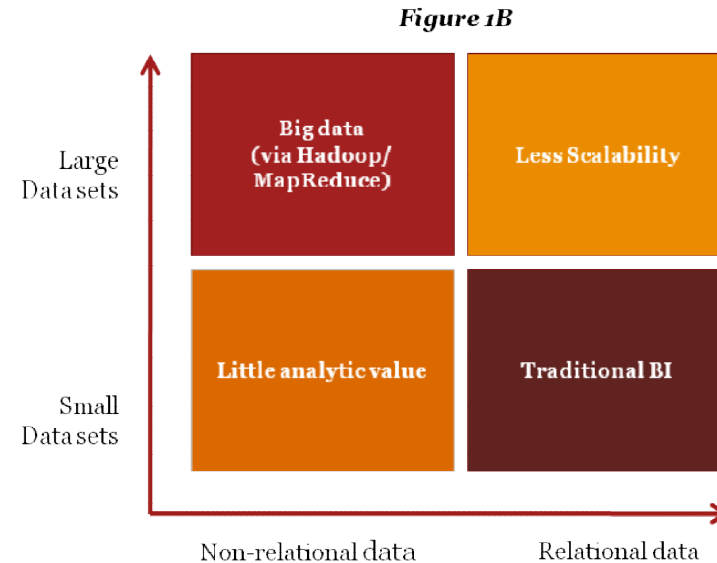 Figure 1B
Large
Data sets
Big data
(via Hadoop/
MapReduce)
Less Scalability
Small
Data sets
Little analytic value
Traditional BI
Non-relational data
Relational data